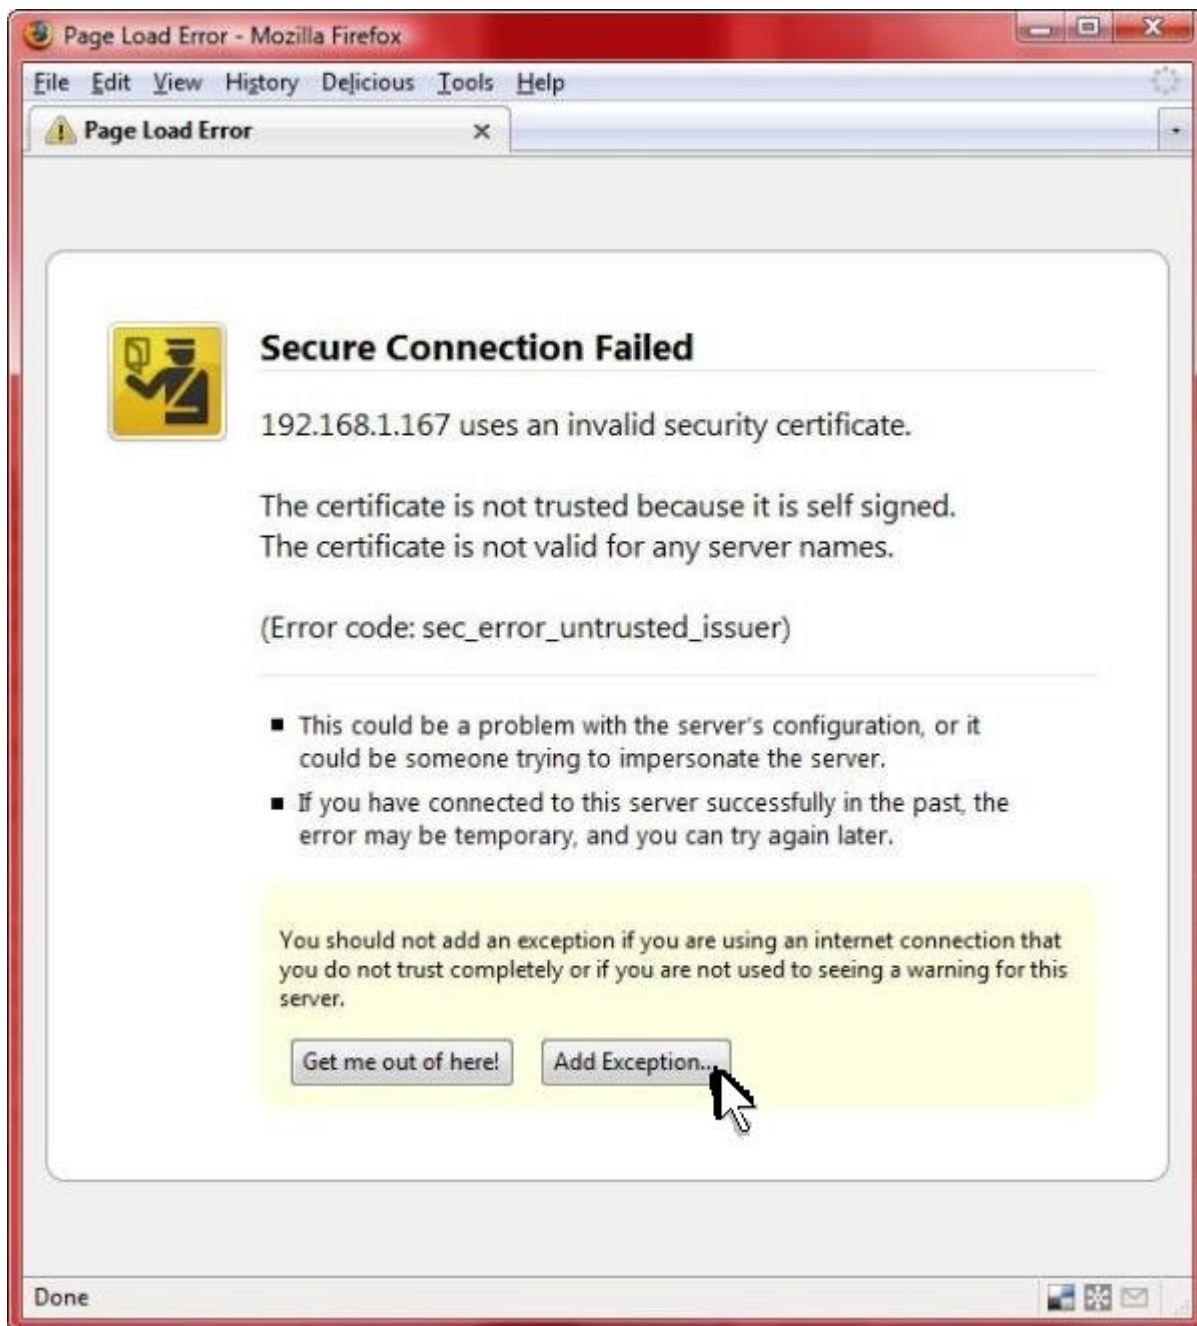 Page Load Error - Mozilla Firefox
File Edit View History Delicious Tools Help
Page Load Error
Secure Connection Failed
192.168.1.167 uses an invalid security certificate.
The certificate is not trusted because it is self signed.
The certificate is not valid for any server names.
(Error code: sec_error_untrusted_issuer)
This could be a problem with the server's configuration, or it
could be someone trying to impersonate the server.
If you have connected to this server successfully in the past, the
error may be temporary, and you can try again later.
You should not add an exception if you are using an internet connection that
you do not trust completely or if you are not used to seeing a warning for this
server.
Get me out of here! Add Exception...
Done